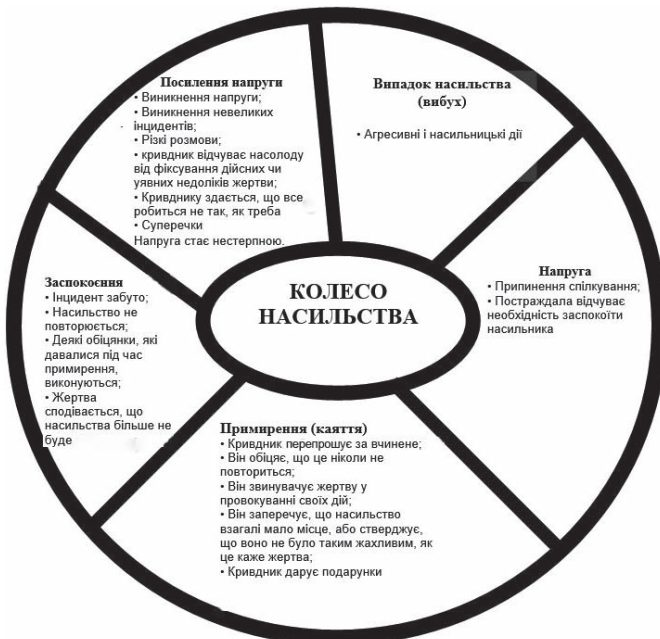 Посилення напруги
• Виникнення напруги;
• Виникнення невеликих
інцидентів;
• Різкі розмови;
• кривдник відчуває насолоду
від фіксування дійсних чи
уявних недоліків жертви;
• Кривднику здається, що все
робиться не так, як треба
• Суперечки
Напруга стає нестерпною.
Випадок насильства
(вибух)
• Агресивні і насильницькі дії
Напруга
• Припинення спілкування;
• Постраждала відчуває
необхідність заспокоїти
насильника
КОЛЕСО
НАСИЛЬСТВА
Примирення (каяття)
• Кривдник перепрошує за вчинене;
• Він обіцяє, що це ніколи не
повториться;
• Він звинувачує жертву у
провокуванні своїх дій;
• Він заперечує, що насильство
взагалі мало місце, або стверджує,
що воно не було таким жахливим, як
це каже жертва;
• Кривдник дарує подарунки
Заспокоєння
• Інцидент забуто;
• Насильство не
повторюється;
• Деякі обіцянки, які
давалися під час
примирення,
виконуються;
• Жертва
сподівається, що
насильства більше не
буде